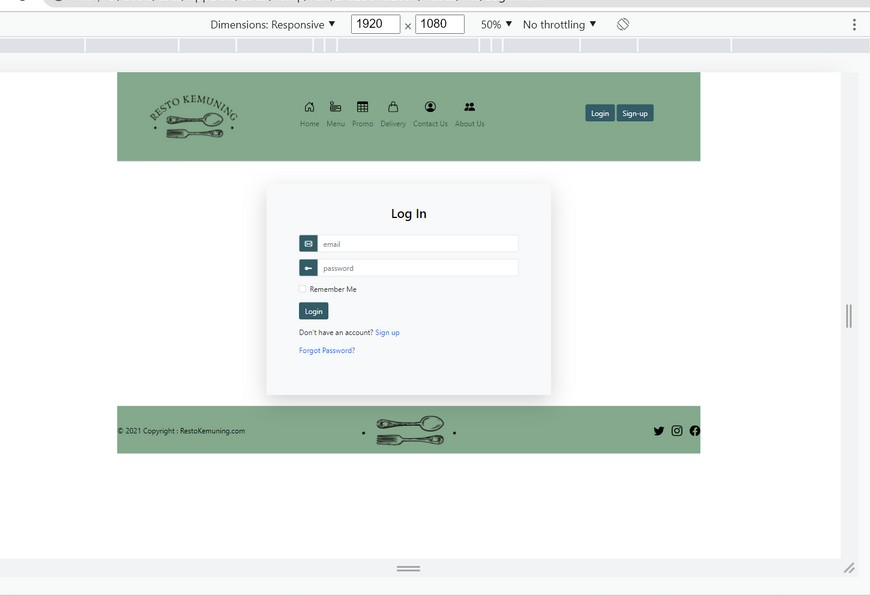 Dimensions: Responsive ▼ 1920 × 1080 50% ▼ No throttling ▼
RESTO KEMUNING
Home Menu Promo Delivery Contact Us About Us
Login Sign-up
Log In
email
password
Remember Me
Login
Don't have an account? Sign up
Forgot Password?
© 2021 Copyright : RestoKemuning.com